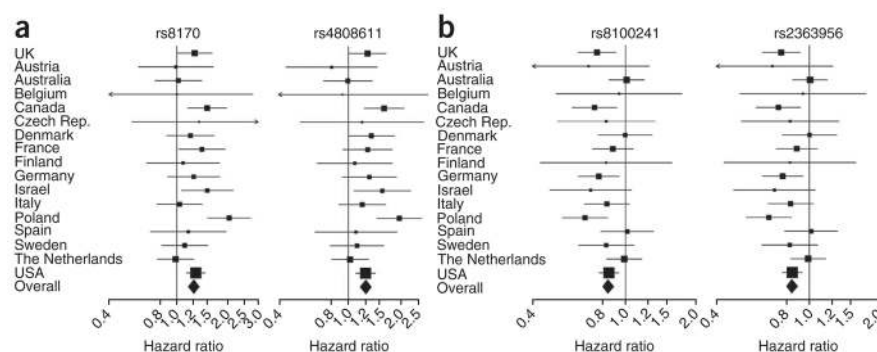 a
b
rs8170
rs4808611
rs8100241
rs2363956
UK
Austria
Australia
Belgium
Canada
Czech Rep.
Denmark
France
Finland
Germany
Israel
Italy
Poland
Spain
Sweden
The Netherlands
USA
Overall
0.4 0.8 1.0 1.2 1.5 2.0 2.5 3.0
Hazard ratio
0.4 0.8 1.0 1.2 1.5 2.0 2.5
Hazard ratio
UK
Austria
Australia
Belgium
Canada
Czech Rep.
Denmark
France
Finland
Germany
Israel
Italy
Poland
Spain
Sweden
The Netherlands
USA
Overall
0.4 0.8 1.0 1.2 1.5 2.0
Hazard ratio
0.4 0.8 1.0 1.2 1.5 2.0
Hazard ratio